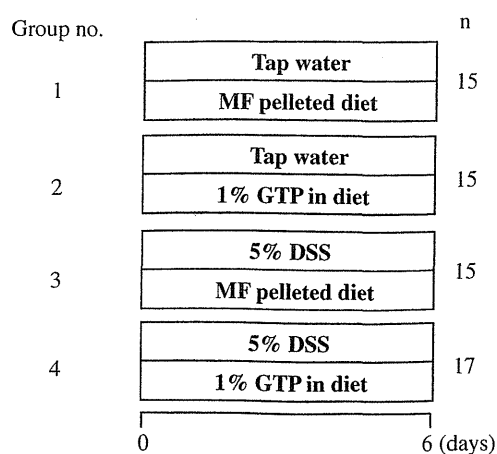 Group no.
n
Tap water
1
15
MF pelleted diet
Tap water
2
15
1% GTP in diet
5% DSS
3
15
MF pelleted diet
5% DSS
4
17
1% GTP in diet
0
6 (days)